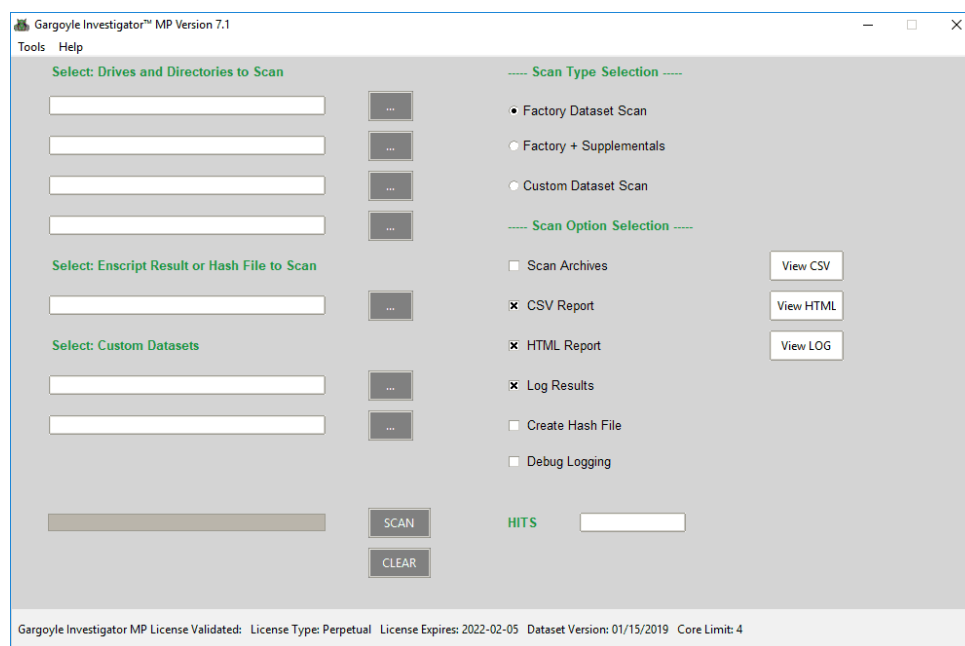 Gargoyle Investigator™ MP Version 7.1
Tools Help
Select: Drives and Directories to Scan
...
...
...
...
Select: Enscript Result or Hash File to Scan
...
Select: Custom Datasets
...
...
SCAN
CLEAR
----- Scan Type Selection -----
Factory Dataset Scan
Factory + Supplementals
Custom Dataset Scan
----- Scan Option Selection -----
Scan Archives
CSV Report
HTML Report
Log Results
Create Hash File
Debug Logging
View CSV
View HTML
View LOG
HITS
Gargoyle Investigator MP License Validated: License Type: Perpetual License Expires: 2022-02-05 Dataset Version: 01/15/2019 Core Limit: 4